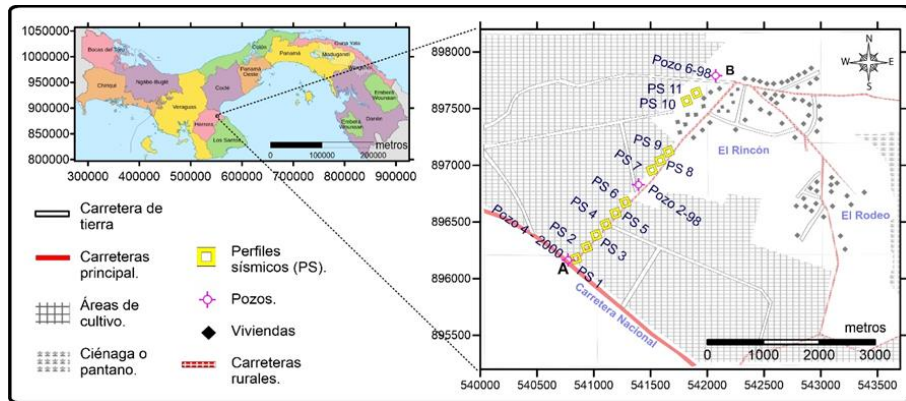 1050000
1000000
950000
900000
850000
800000
300000 400000 500000 600000 700000 800000 900000
Bocas del Toro
Chiriquí
Ngäbe Buglé
Veraguas
Herrera
Los Santos
Coclé
Colón
Panamá Oeste
Panamá
Madugandí
Guna Yala
Wargandí
Emberá Wounaan
Emberá Wounaan
Darién
metros
0 100000 200000
Carretera de tierra
Carreteras principal.
Áreas de cultivo.
Ciénaga o pantano.
Perfiles sísmicos (PS).
Pozos.
Viviendas
Carreteras rurales.
898000
897500
897000
896500
896000
895500
540000 540500 541000 541500 542000 542500 543000 543500
N
W E
S
Pozo 6-98 B
PS 11
PS 10
El Rincón
PS 9
PS 7
PS 8
Pozo 2-98
El Rodeo
PS 6
PS 4
PS 5
PS 2
PS 3
Pozo 4 - 2000
A
PS 1
Carretera Nacional
metros
0 1000 2000 3000